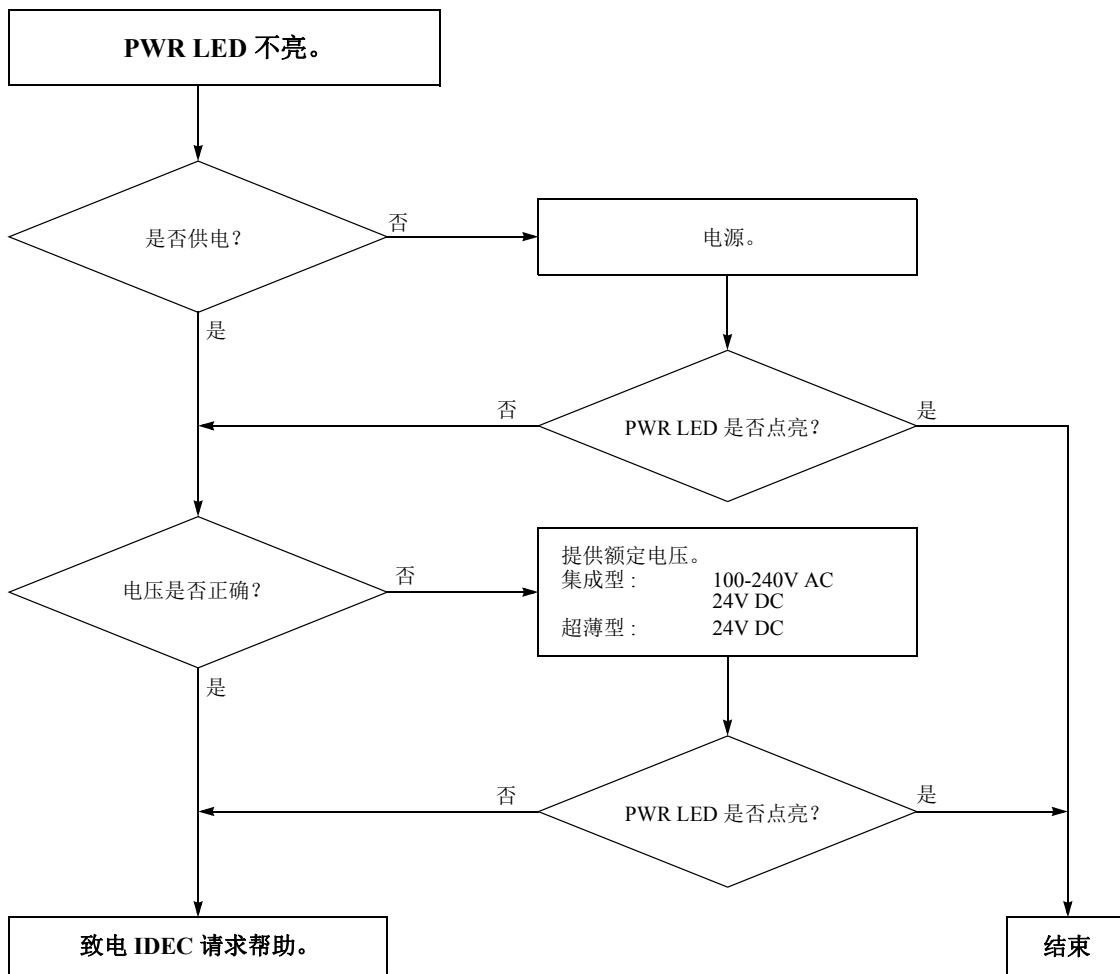 PWR LED 不亮。
是否供电？
否
电源。
是
PWR LED 是否点亮？
否
是
电压是否正确？
否
提供额定电压。
集成型： 100-240V AC
24V DC
超薄型： 24V DC
是
PWR LED 是否点亮？
否
是
致电 IDEC 请求帮助。
结束